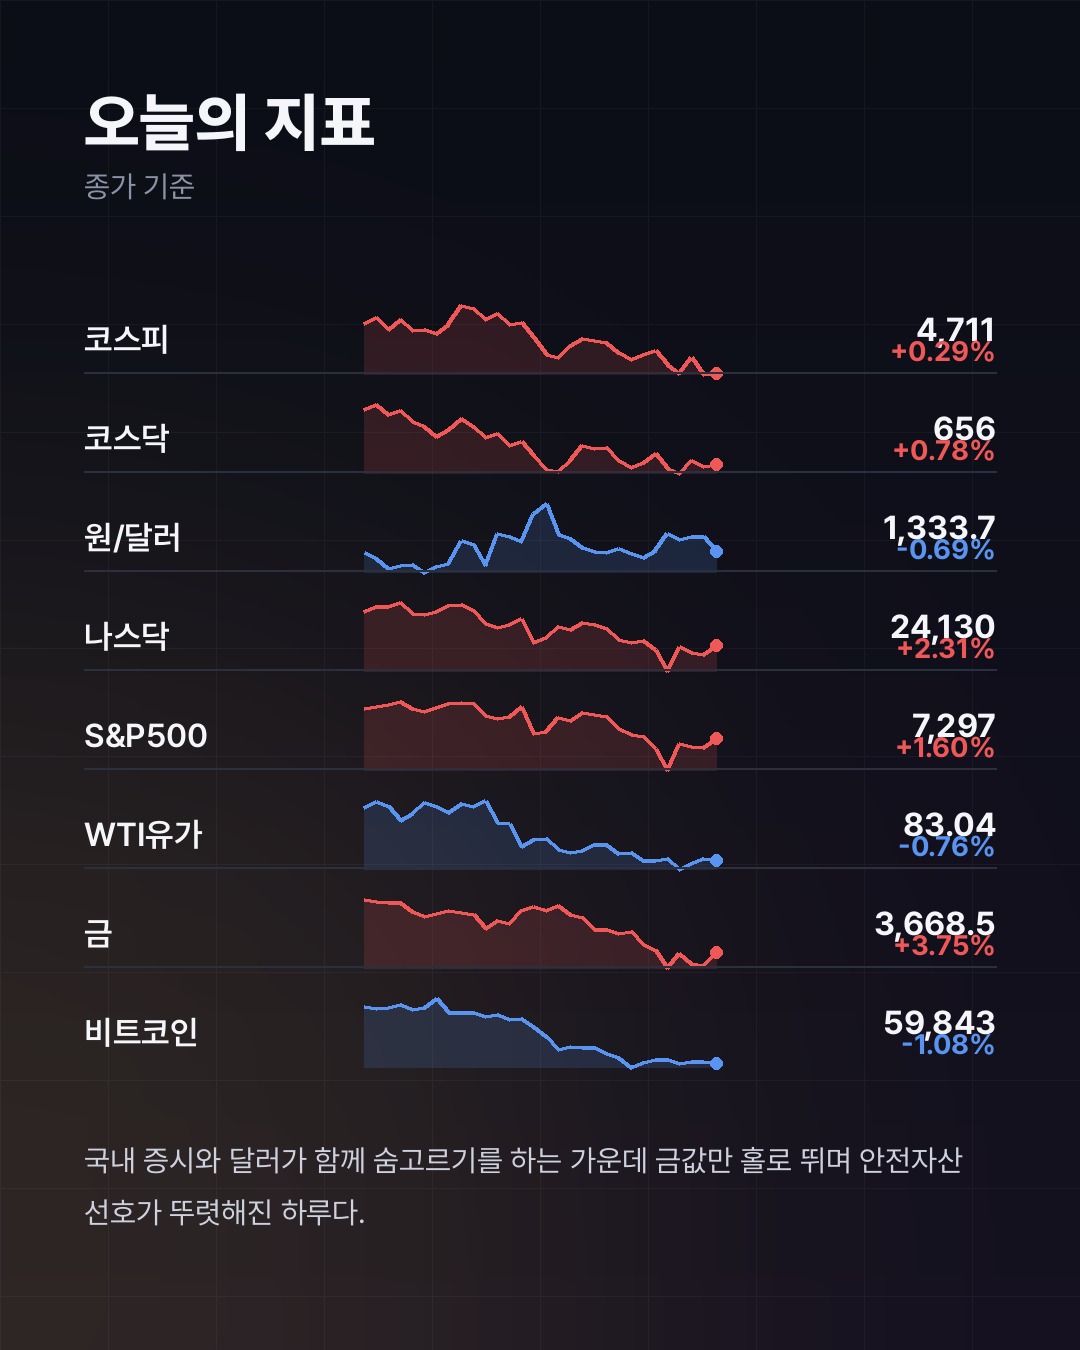 오늘의 지표
종가 기준
코스피
4,711
+0.29%
코스닥
656
+0.78%
원/달러
1,333.7
-0.69%
나스닥
24,130
+2.31%
S&P500
7,297
+1.60%
WTI유가
83.04
-0.76%
금
3,668.5
+3.75%
비트코인
59,843
-1.08%
국내 증시와 달러가 함께 숨고르기를 하는 가운데 금값만 홀로 뛰며 안전자산
선호가 뚜렷해진 하루다.